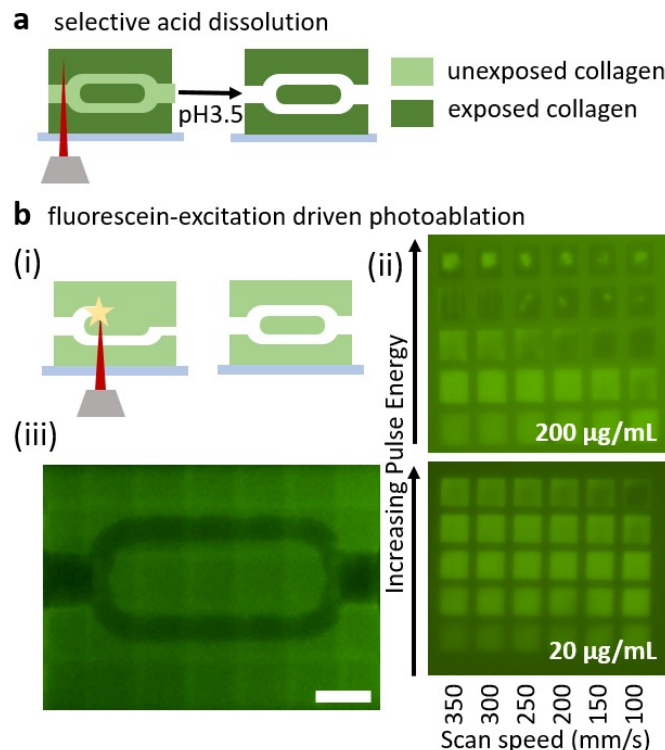 a selective acid dissolution
unexposed collagen
pH3.5
exposed collagen
b fluorescein-excitation driven photoablation
(i)
(ii)
Increasing Pulse Energy
200 µg/mL
(iii)
20 µg/mL
350 300 250 200 150 100
Scan speed (mm/s)